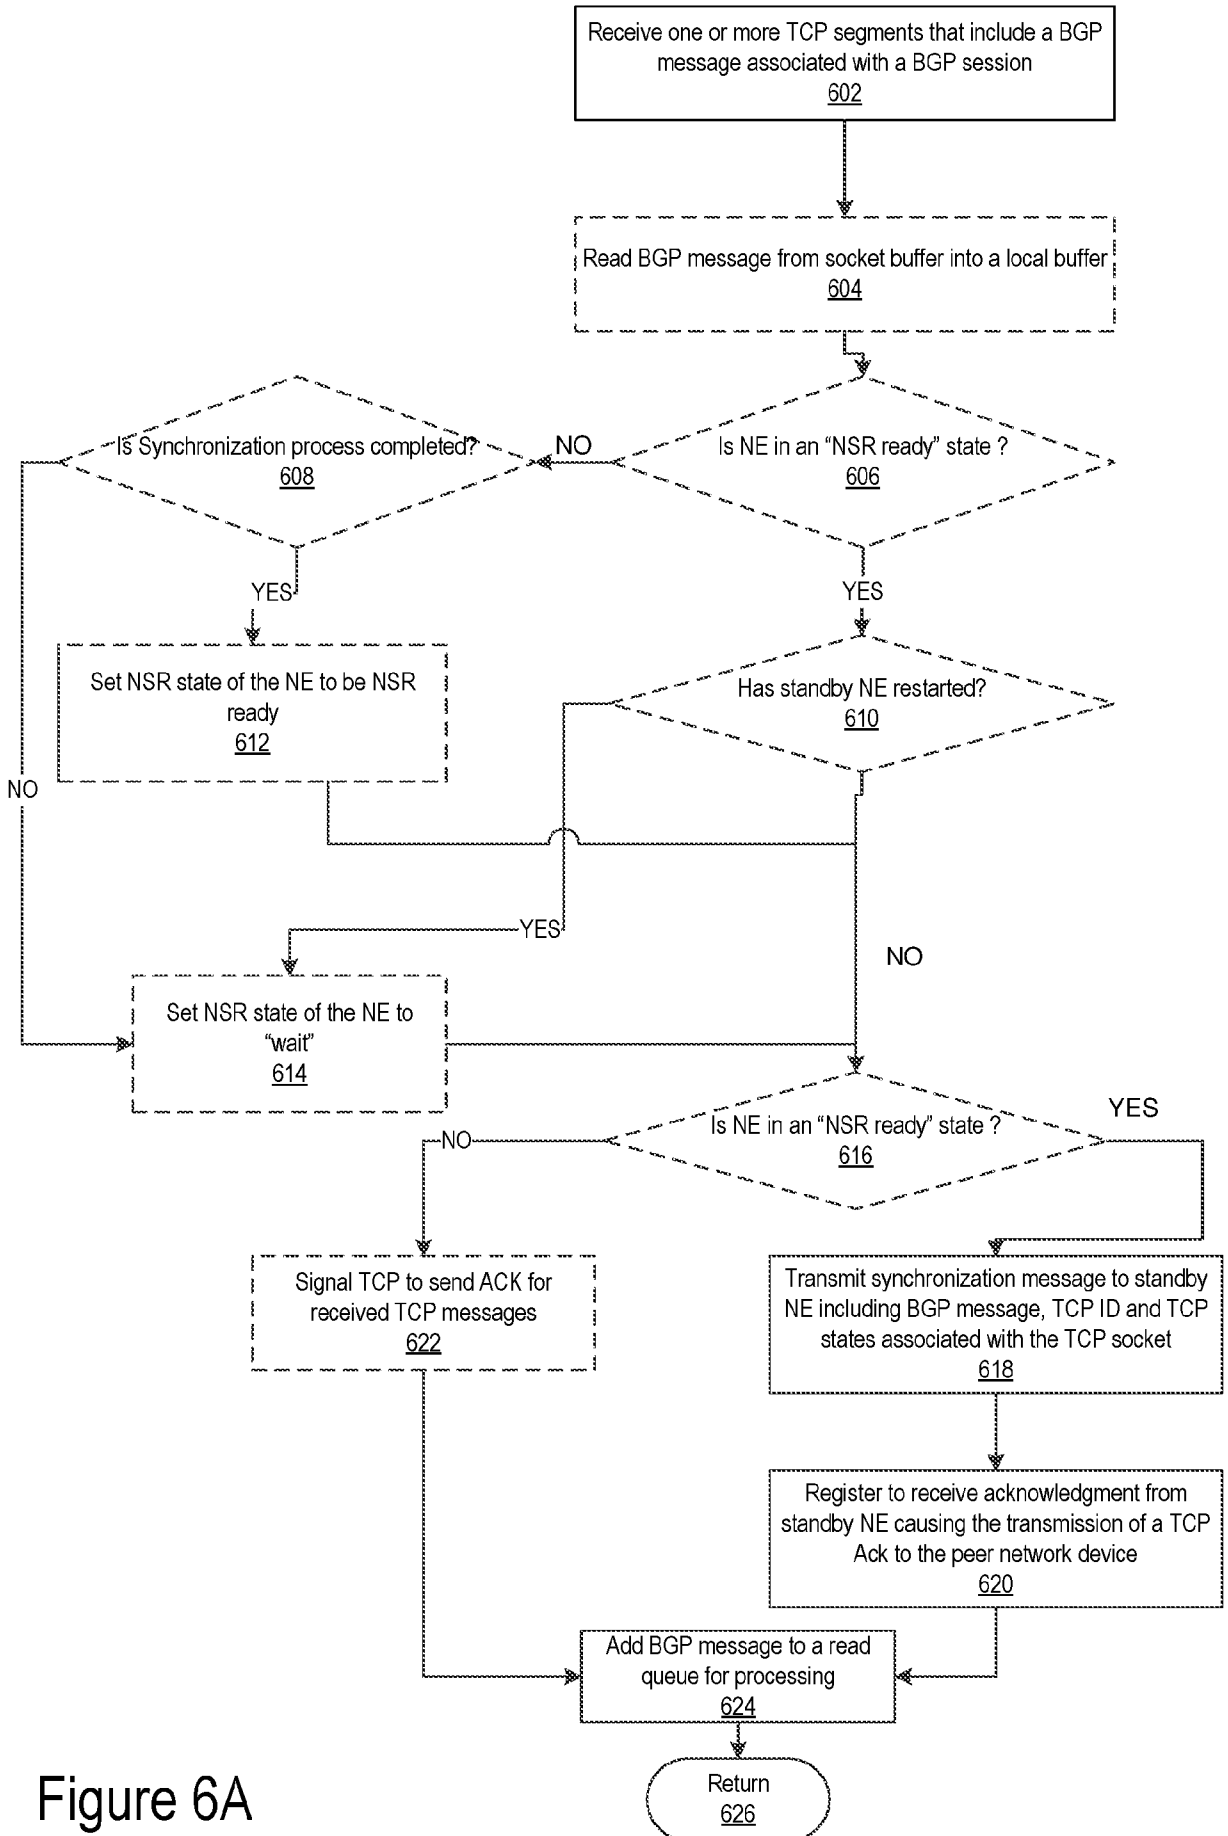 Receive one or more TCP segments that include a BGP
message associated with a BGP session
602
Read BGP message from socket buffer into a local buffer
604
Is Synchronization process completed?
608
NO
Is NE in an “NSR ready” state ?
606
YES
YES
Set NSR state of the NE to be NSR
ready
612
Has standby NE restarted?
610
NO
YES
NO
Set NSR state of the NE to
“wait”
614
Is NE in an “NSR ready” state ?
616
YES
NO
Signal TCP to send ACK for
received TCP messages
622
Transmit synchronization message to standby
NE including BGP message, TCP ID and TCP
states associated with the TCP socket
618
Register to receive acknowledgment from
standby NE causing the transmission of a TCP
Ack to the peer network device
620
Add BGP message to a read
queue for processing
624
Return
626
Figure 6A